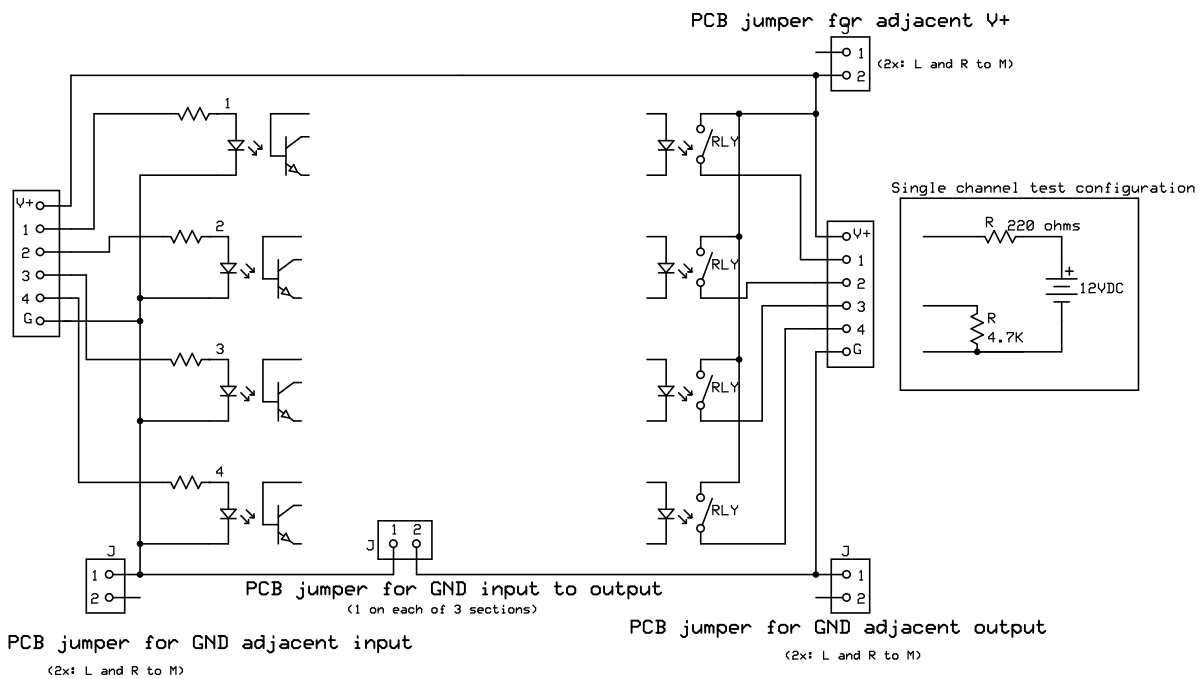 PCB jumper for adjacent V+
J
1
2
(2x: L and R to M)
1
RLY
Single channel test configuration
V+
1
2
3
4
G
2
RLY
V+
1
2
3
4
G
R 220 ohms
+
12VDC
R
4.7K
3
RLY
4
RLY
J
1 2
J
1
2
J
1
2
PCB jumper for GND input to output
(1 on each of 3 sections)
PCB jumper for GND adjacent output
(2x: L and R to M)
PCB jumper for GND adjacent input
(2x: L and R to M)